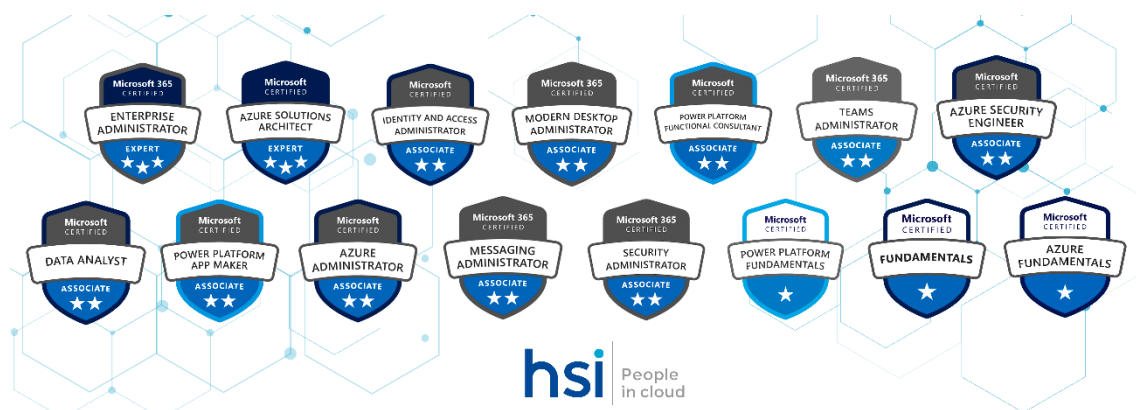 Microsoft 365
CERTIFIED
ENTERPRISE
ADMINISTRATOR
EXPERT
Microsoft
CERTIFIED
AZURE SOLUTIONS
ARCHITECT
EXPERT
Microsoft
CERTIFIED
IDENTITY AND ACCESS
ADMINISTRATOR
ASSOCIATE
Microsoft 365
CERTIFIED
MODERN DESKTOP
ADMINISTRATOR
ASSOCIATE
Microsoft
CERTIFIED
POWER PLATFORM
FUNCTIONAL CONSULTANT
ASSOCIATE
Microsoft 365
CERTIFIED
TEAMS
ADMINISTRATOR
ASSOCIATE
Microsoft
CERTIFIED
AZURE SECURITY
ENGINEER
ASSOCIATE
Microsoft
CERTIFIED
DATA ANALYST
ASSOCIATE
Microsoft
CERTIFIED
POWER PLATFORM
APP MAKER
ASSOCIATE
Microsoft
CERTIFIED
AZURE
ADMINISTRATOR
ASSOCIATE
Microsoft 365
CERTIFIED
MESSAGING
ADMINISTRATOR
ASSOCIATE
Microsoft 365
CERTIFIED
SECURITY
ADMINISTRATOR
ASSOCIATE
Microsoft
CERTIFIED
POWER PLATFORM
FUNDAMENTALS
Microsoft
CERTIFIED
FUNDAMENTALS
Microsoft
CERTIFIED
AZURE
FUNDAMENTALS
hsi
People
in cloud